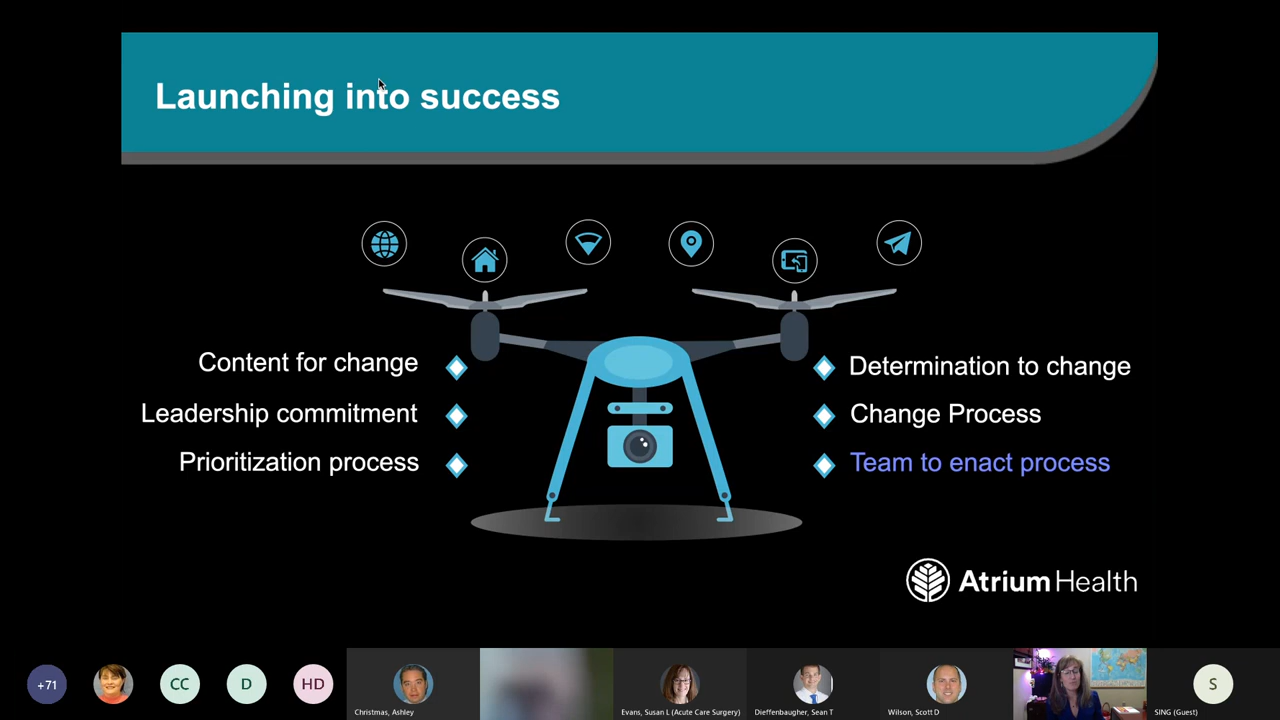 Launching into success
Content for change
Leadership commitment
Prioritization process
Determination to change
Change Process
Team to enact process
Atrium Health
+71
CC
D
HD
Christmas, Ashley
Evans, Susan L (Acute Care Surgery)
Dieffenbaugher, Sean T
Wilson, Scott D
S
SING (Guest)